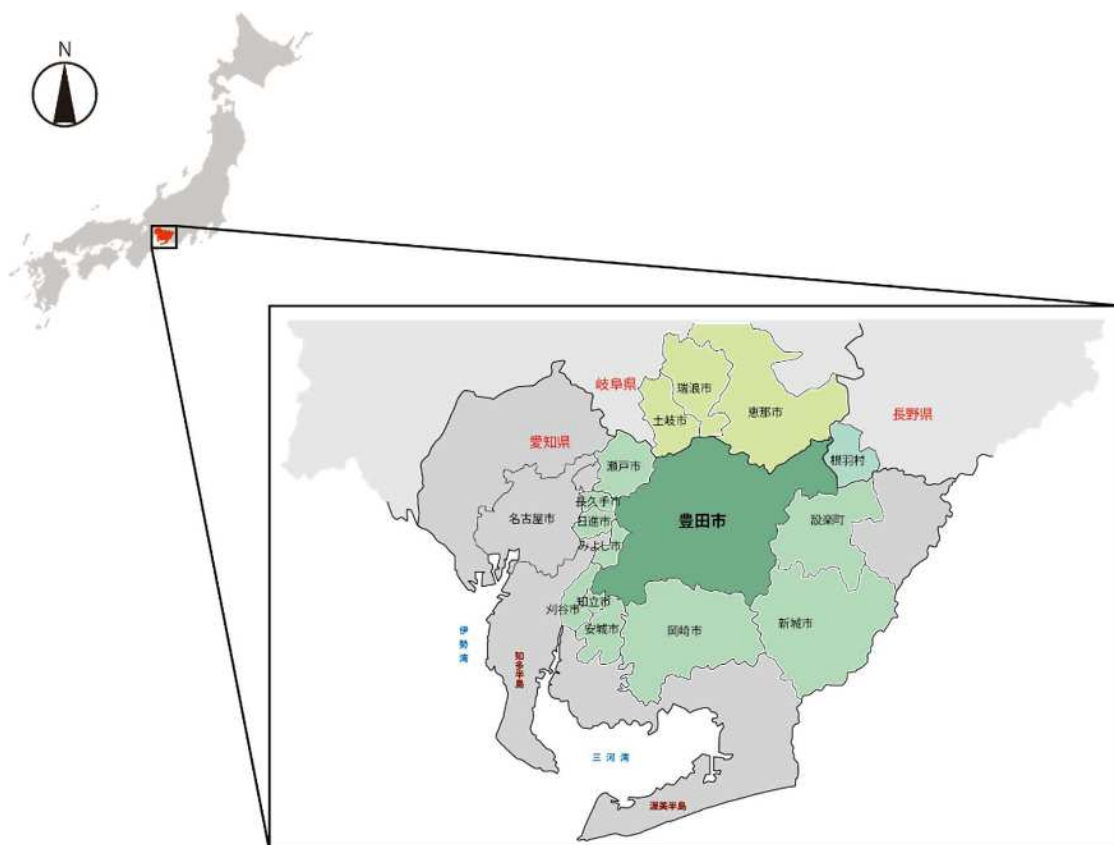 N
岐阜県
瑞浪市
土岐市
恵那市
長野県
愛知県
瀬戸市
根羽村
長久手市
名古屋市
日進市
豊田市
設楽町
みよし市
刈谷市
知立市
安城市
岡崎市
新城市
伊勢湾
知多半島
三河湾
渥美半島